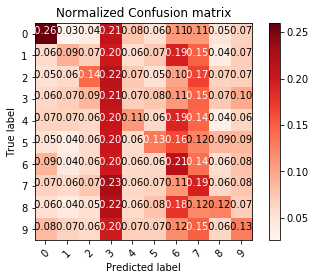 Normalized Confusion matrix
0 0.26 0.03 0.04 0.21 0.08 0.06 0.11 0.11 0.05 0.07
1 0.06 0.09 0.07 0.20 0.07 0.06 0.19 0.15 0.04 0.07
2 0.05 0.06 0.14 0.22 0.07 0.05 0.10 0.17 0.07 0.07
3 0.06 0.06 0.09 0.21 0.07 0.08 0.11 0.15 0.07 0.10
4 0.07 0.07 0.06 0.20 0.11 0.06 0.19 0.14 0.04 0.06
5 0.05 0.04 0.06 0.20 0.06 0.13 0.16 0.12 0.09 0.09
6 0.09 0.04 0.06 0.20 0.06 0.06 0.21 0.14 0.06 0.08
7 0.07 0.06 0.07 0.23 0.06 0.07 0.11 0.19 0.06 0.08
8 0.06 0.04 0.05 0.22 0.06 0.08 0.18 0.12 0.12 0.07
9 0.08 0.07 0.06 0.20 0.07 0.07 0.12 0.15 0.06 0.13
0 1 2 3 4 5 6 7 8 9
True label
Predicted label
0.25
0.20
0.15
0.10
0.05